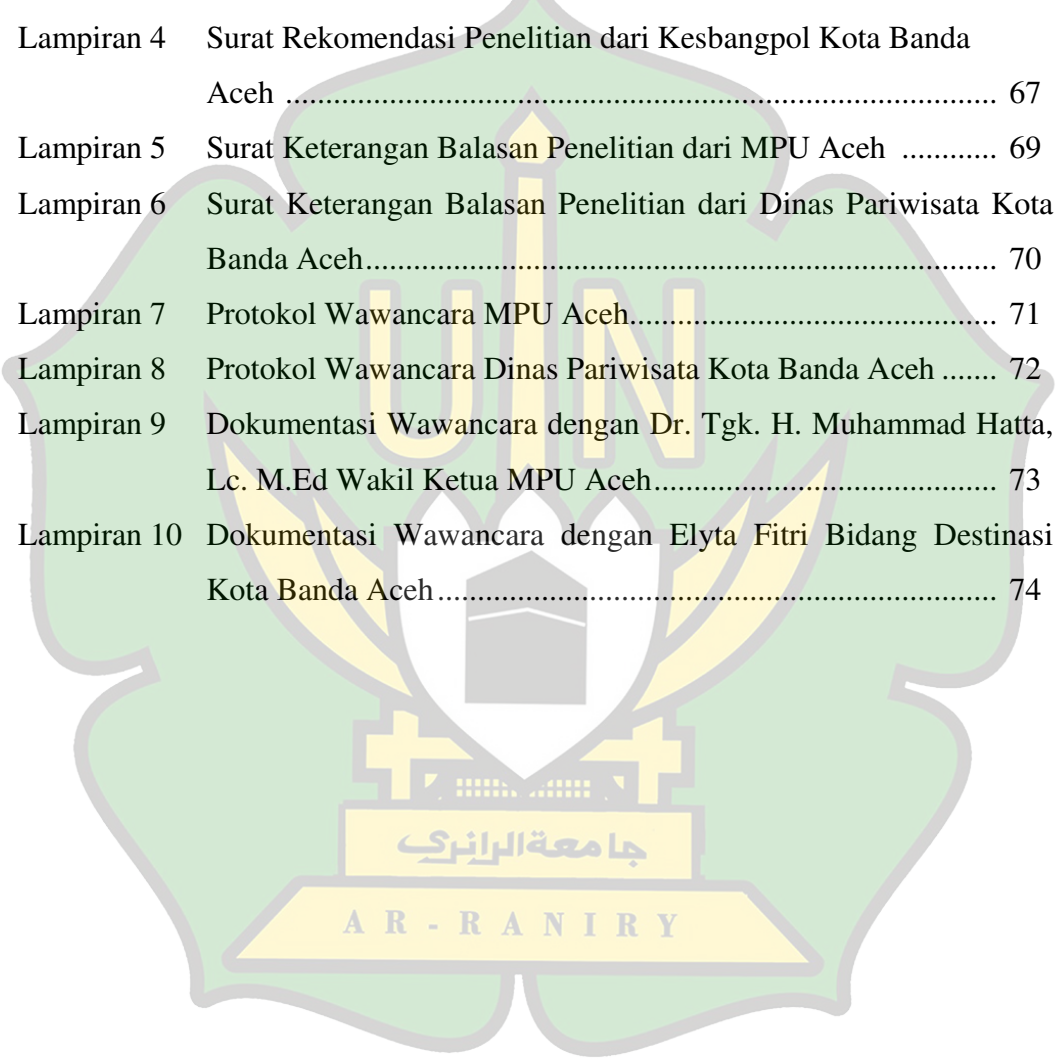 Lampiran 4 Surat Rekomendasi Penelitian dari Kesbangpol Kota Banda
Aceh ......................................................................................... 67
Lampiran 5 Surat Keterangan Balasan Penelitian dari MPU Aceh ............ 69
Lampiran 6 Surat Keterangan Balasan Penelitian dari Dinas Pariwisata Kota
Banda Aceh............................................................................... 70
Lampiran 7 Protokol Wawancara MPU Aceh.............................................. 71
Lampiran 8 Protokol Wawancara Dinas Pariwisata Kota Banda Aceh ....... 72
Lampiran 9 Dokumentasi Wawancara dengan Dr. Tgk. H. Muhammad Hatta,
Lc. M.Ed Wakil Ketua MPU Aceh........................................... 73
Lampiran 10 Dokumentasi Wawancara dengan Elyta Fitri Bidang Destinasi
Kota Banda Aceh...................................................................... 74
UIN
جامعةالرانرك
AR-RANIRY